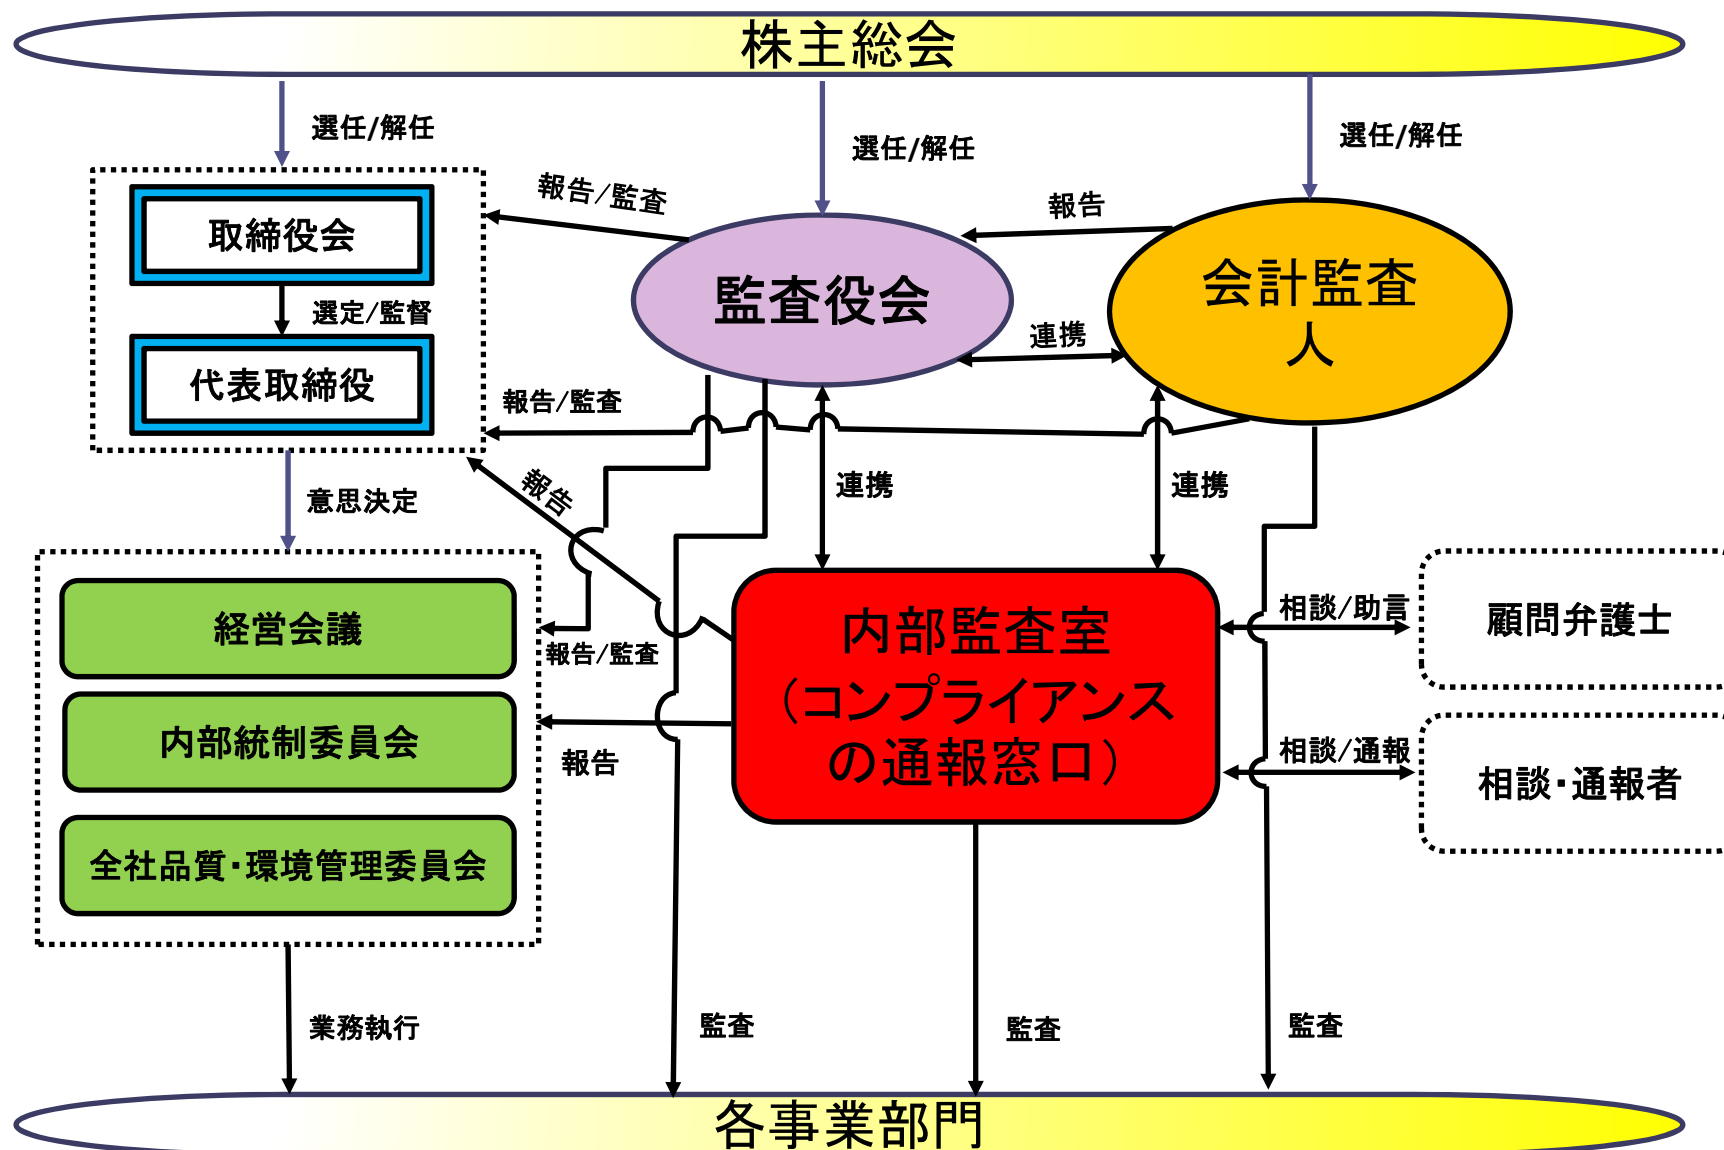 株主総会
選任/解任
選任/解任
選任/解任
報告/監査
報告
取締役会
選定/監督
代表取締役
監査役会
会計監査
人
連携
報告/監査
連携
連携
報告
意思決定
経営会議
内部統制委員会
全社品質・環境管理委員会
報告/監査
報告
内部監査室
（コンプライアンス
の通報窓口）
相談/助言
顧問弁護士
相談/通報
相談・通報者
業務執行
監査
監査
監査
各事業部門